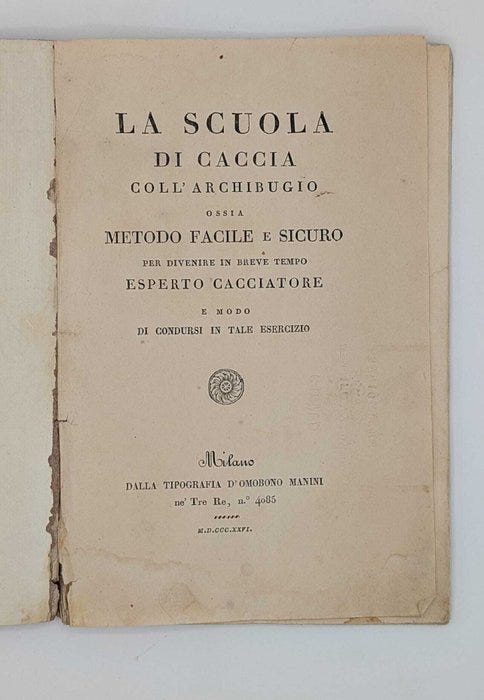 LA SCUOLA
DI CACCIA
COLL'ARCHIBUGIO
OSSIA
METODO FACILE E SICURO
PER DIVENIRE IN BREVE TEMPO
ESPERTO CACCIATORE
E MODO
DI CONDURSI IN TALE ESERCIZIO
Milano
DALLA TIPOGRAFIA D'OMOBONO MANINI
ne' Tre Re, n.º 4085
M.D.CCC.XXVI.